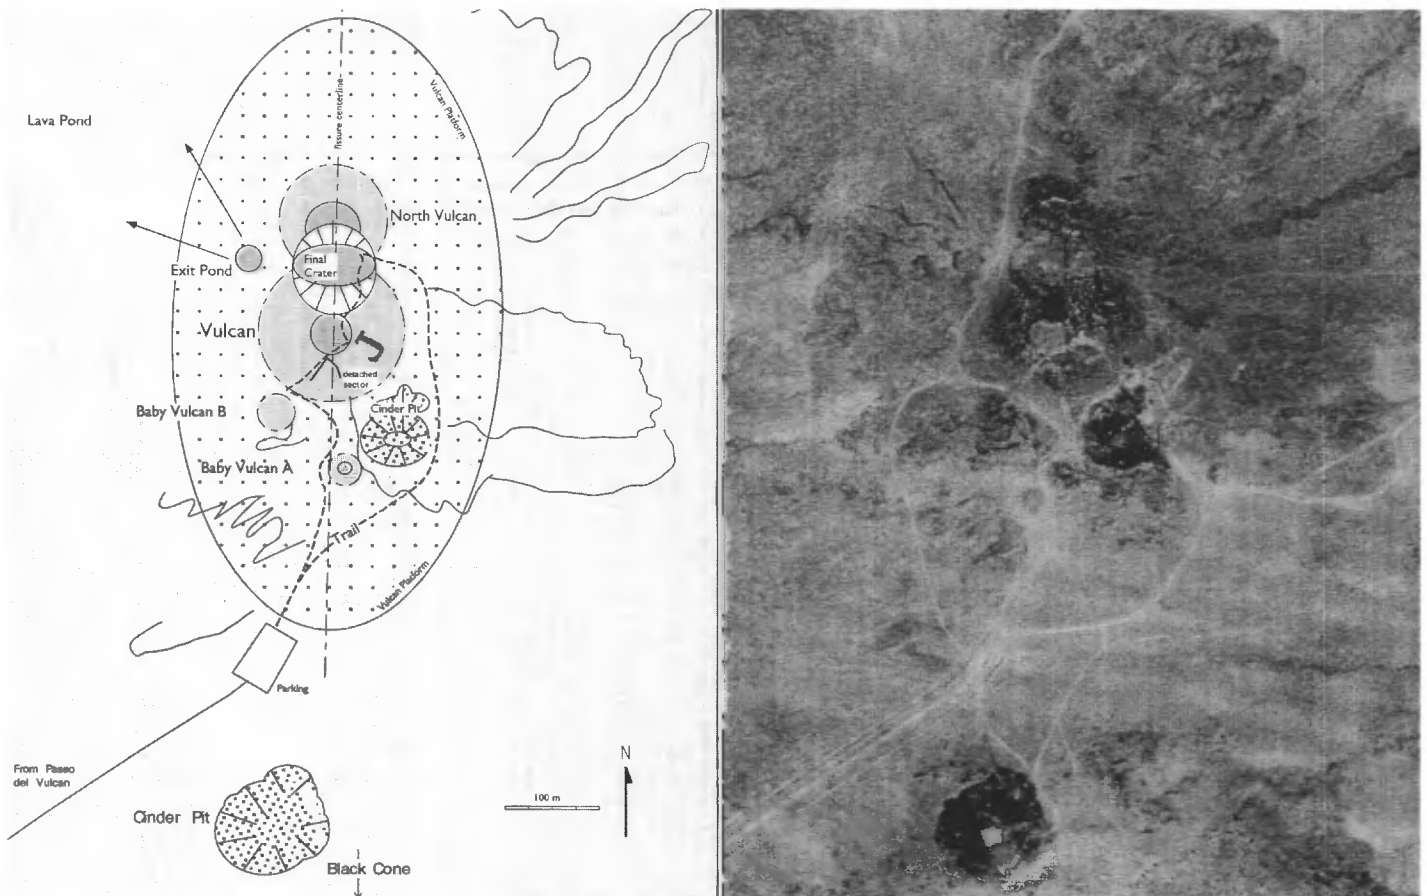 Lava Pond
fissure centerline
Vulcan Platform
North Vulcan
Exit Pond
Final
Crater
Vulcan
J
detached
sector
Baby Vulcan B
Cinder Pit
Baby Vulcan A
Trail
Vulcan Platform
Parking
From Paseo
del Vulcan
N
100 m
Cinder Pit
Black Cone